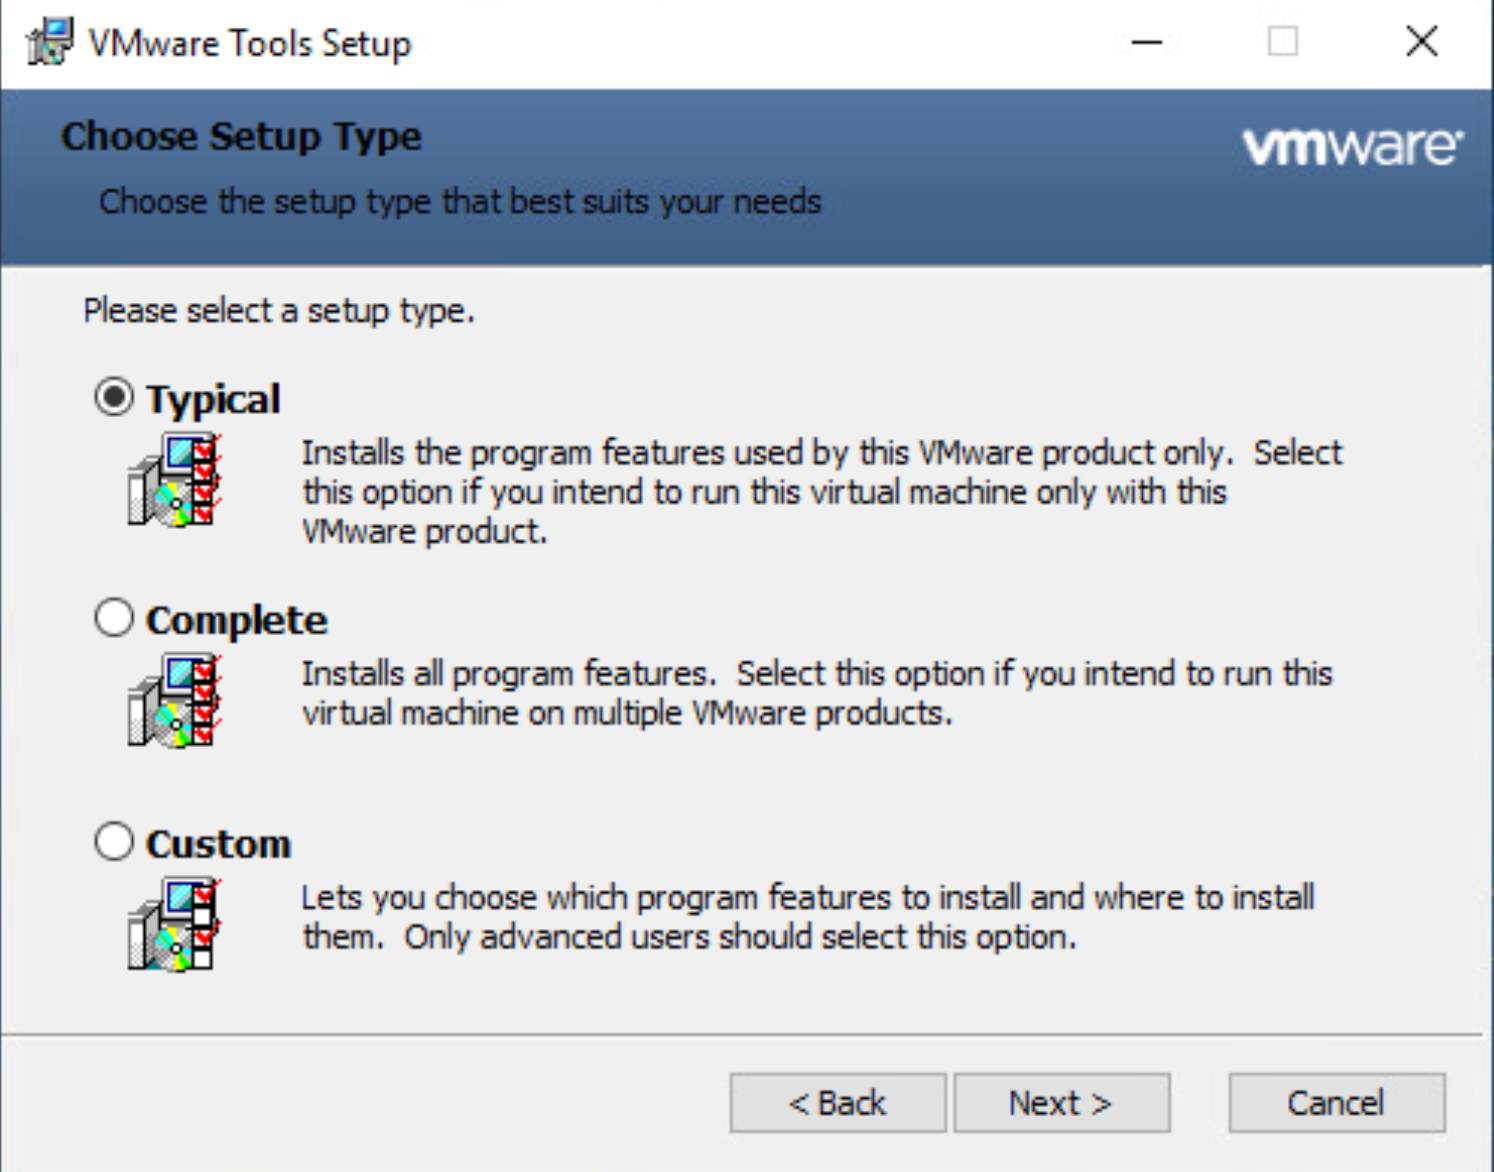 VMware Tools Setup
Choose Setup Type
vmware
Choose the setup type that best suits your needs
Please select a setup type.
Typical
Installs the program features used by this VMware product only.  Select
this option if you intend to run this virtual machine only with this
VMware product.
Complete
Installs all program features.  Select this option if you intend to run this
virtual machine on multiple VMware products.
Custom
Lets you choose which program features to install and where to install
them.  Only advanced users should select this option.
< Back
Next >
Cancel